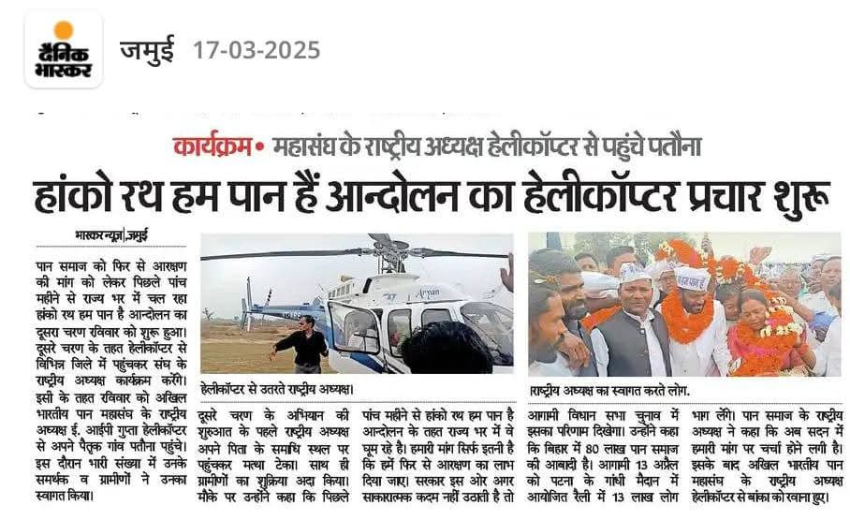 दैनिक
भास्कर
जमुई 17-03-2025
कार्यक्रम• महासंघ के राष्ट्रीय अध्यक्ष हेलीकॉप्टर से पहुंचे पतौना
हांको रथ हम पान हैं आन्दोलन का हेलीकॉप्टर प्रचार शुरू
भास्कर न्यूज|जमुई
पान समाज को फिर से आरक्षण
की मांग को लेकर पिछले पांच
महीने से राज्य भर में चल रहा
हांको रथ हम पान है आन्दोलन का
दूसरा चरण रविवार को शुरू हुआ।
दूसरे चरण के तहत हेलीकॉप्टर से
विभिन्न जिले में पहुंचकर संघ के
राष्ट्रीय अध्यक्ष कार्यक्रम करेंगे।
इसी के तहत रविवार को अखिल
भारतीय पान महासंघ के राष्ट्रीय
अध्यक्ष ई. आईपी गुप्ता हेलीकॉप्टर
से अपने पैतृक गांव पतौना पहुंचे।
इस दौरान भारी संख्या में उनके
समर्थक व ग्रामीणों ने उनका
स्वागत किया।
Aryan
हेलीकॉप्टर से उतरते राष्ट्रीय अध्यक्ष।
दूसरे चरण के अभियान की
शुरुआत के पहले राष्ट्रीय अध्यक्ष
अपने पिता के समाधि स्थल पर
पहुंचकर मत्था टेका। साथ ही
ग्रामीणों का शुक्रिया अदा किया।
मौके पर उन्होंने कहा कि पिछले
पांच महीने से हांको रथ हम पान है
आन्दोलन के तहत राज्य भर में वे
घूम रहे है। हमारी मांग सिर्फ इतनी है
कि हमें फिर से आरक्षण का लाभ
दिया जाए। सरकार इस ओर अगर
साकारात्मक कदम नहीं उठाती है तो
राष्ट्रीय अध्यक्ष का स्वागत करते लोग.
आगामी विधान सभा चुनाव में
इसका परिणाम दिखेगा। उन्होंने कहा
कि बिहार में 80 लाख पान समाज
की आबादी है। आगामी 13 अप्रैल
को पटना के गांधी मैदान में
आयोजित रैली में 13 लाख लोग
भाग लेंगे। पान समाज के राष्ट्रीय
अध्यक्ष ने कहा कि अब सदन में
हमारी मांग पर चर्चा होने लगी है।
इसके बाद अखिल भारतीय पान
महासंघ के राष्ट्रीय अध्यक्ष
हेलीकॉप्टर से बांका को रवाना हुए।